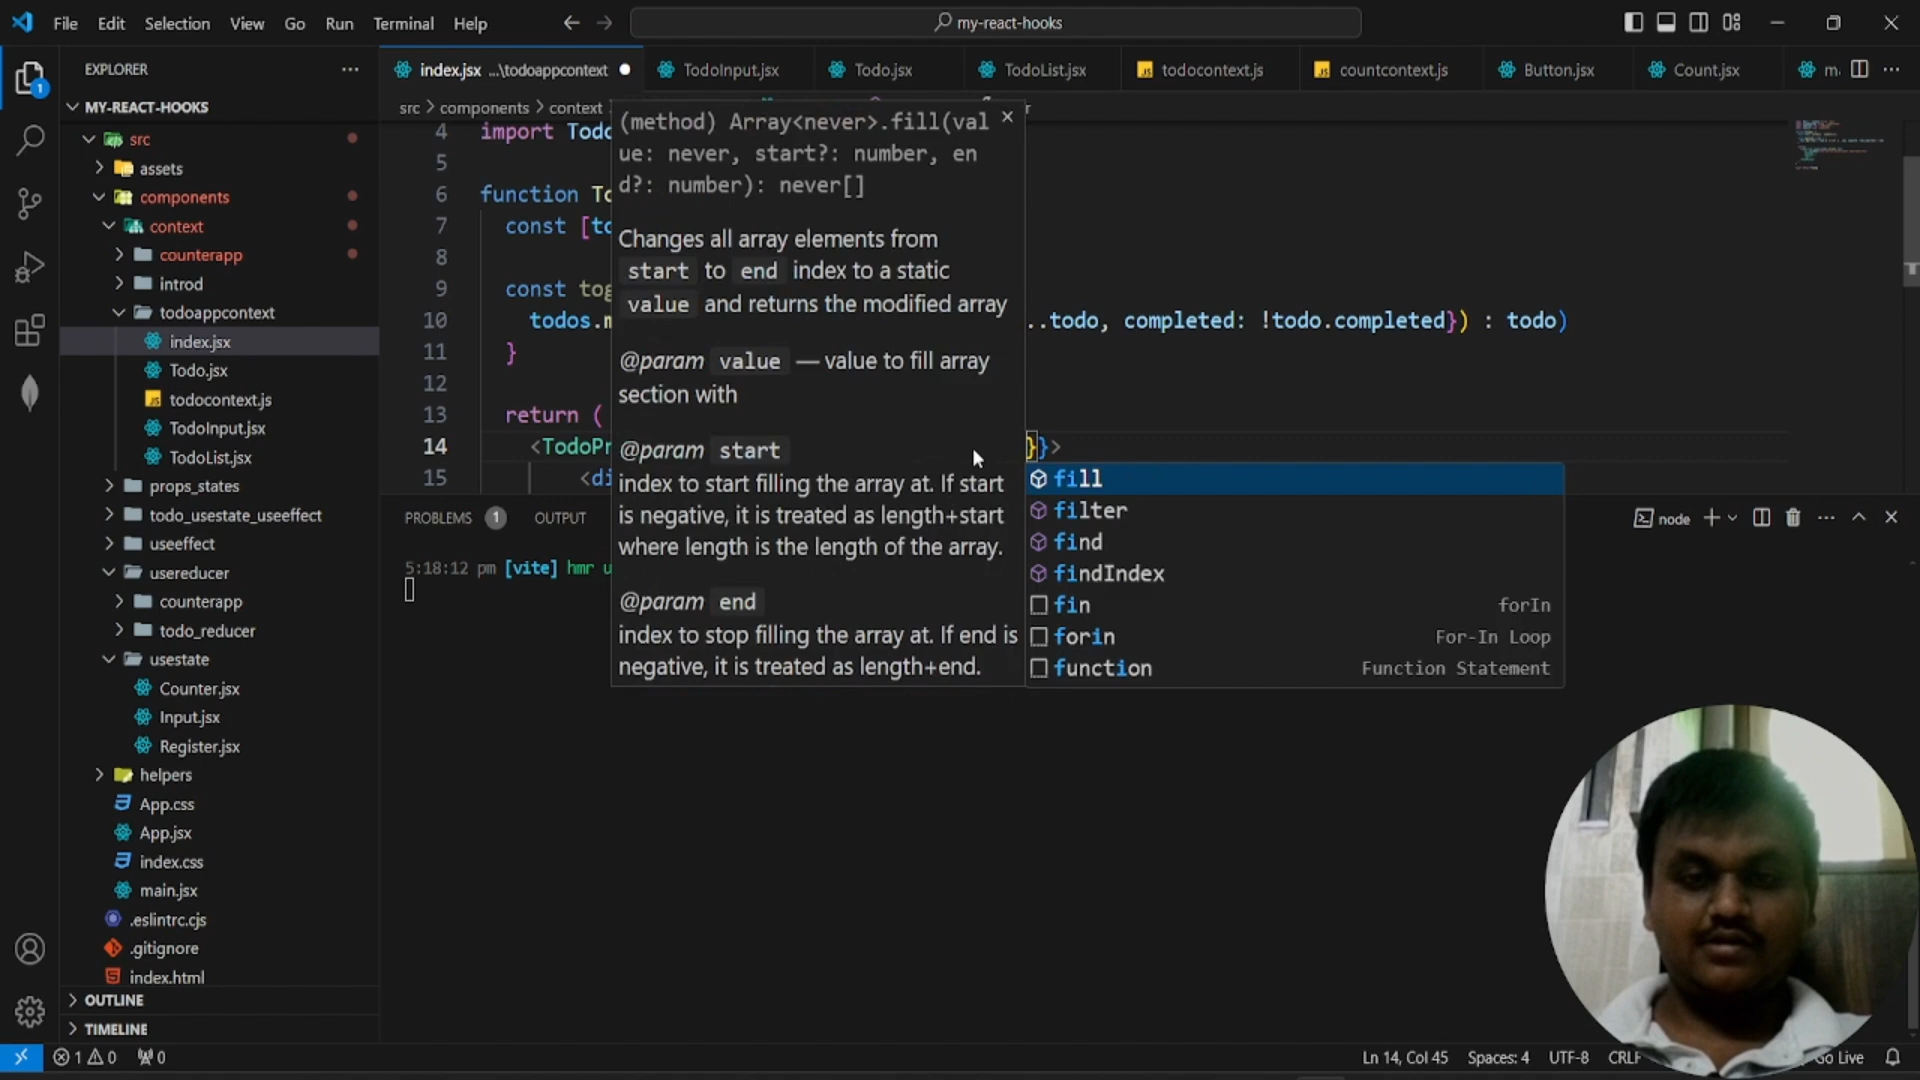 File Edit Selection View Go Run Terminal Help
my-react-hooks
EXPLORER
MY-REACT-HOOKS
src
assets
components
context
counterapp
introd
todoappcontext
index.jsx
Todo.jsx
todocontext.js
TodoInput.jsx
TodoList.jsx
props_states
todo_usestate_useeffect
useeffect
usereducer
counterapp
todo_reducer
usestate
Counter.jsx
Input.jsx
Register.jsx
helpers
App.css
App.jsx
index.css
main.jsx
.eslintrc.cjs
.gitignore
index.html
OUTLINE
TIMELINE
1
index.jsx ...\todoappcontext TodoInput.jsx Todo.jsx TodoList.jsx todocontext.js countcontext.js Button.jsx Count.jsx
src > components > context
4 import Todo
5
6 function To
7 const [to
8
9 const tog
10 todos.m ..todo, completed: !todo.completed}) : todo)
11 }
12
13 return (
14 <TodoPr }}>
15 <di
(method) Array<never>.fill(val
ue: never, start?: number, en
d?: number): never[]
Changes all array elements from
start to end index to a static
value and returns the modified array
@param value — value to fill array
section with
@param start
index to start filling the array at. If start
is negative, it is treated as length+start
where length is the length of the array.
@param end
index to stop filling the array at. If end is
negative, it is treated as length+end.
fill
filter
find
findIndex
fin forIn
forin For-In Loop
function Function Statement
PROBLEMS 1 OUTPUT
node
5:18:12 pm [vite] hmr u
1 0 0
Ln 14, Col 45 Spaces: 4 UTF-8 CRLF Go Live